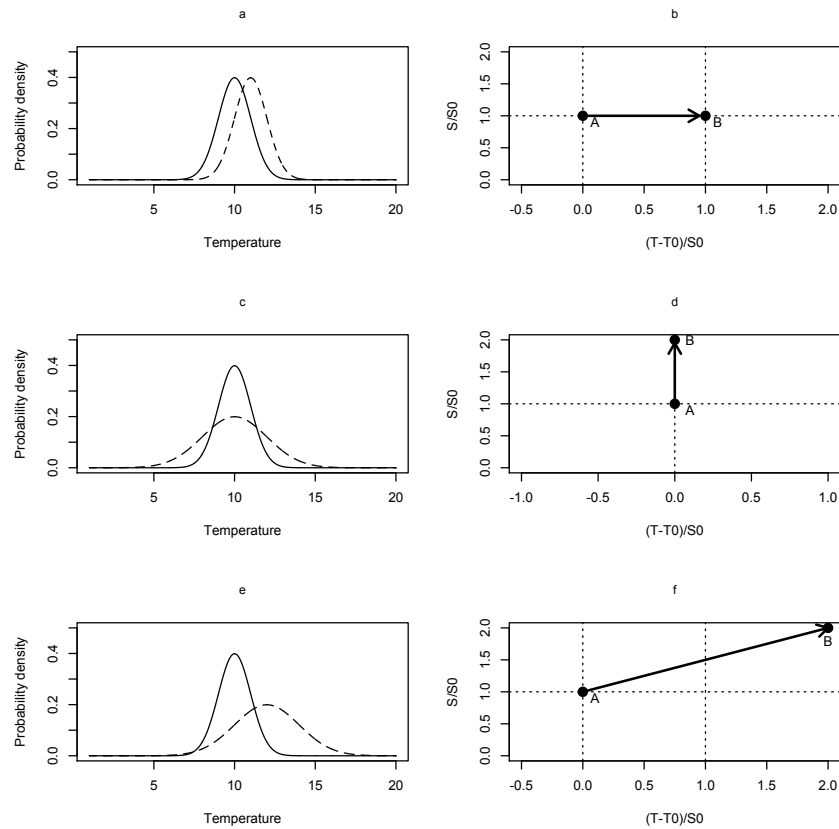 a
Probability density
0.0 0.2 0.4
5 10 15 20
Temperature
b
S/S0
0.0 0.5 1.0 1.5 2.0
A B
-0.5 0.0 0.5 1.0 1.5 2.0
(T-T0)/S0
c
Probability density
0.0 0.2 0.4
5 10 15 20
Temperature
d
S/S0
0.0 0.5 1.0 1.5 2.0
B
A
-1.0 -0.5 0.0 0.5 1.0
(T-T0)/S0
e
Probability density
0.0 0.2 0.4
5 10 15 20
Temperature
f
S/S0
0.0 0.5 1.0 1.5 2.0
B
A
-0.5 0.0 0.5 1.0 1.5 2.0
(T-T0)/S0